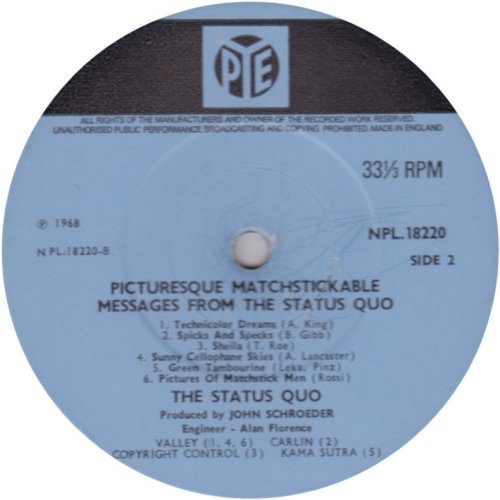 PYE
ALL RIGHTS OF THE MANUFACTURERS AND OWNER OF THE RECORDED WORK RESERVED.
UNAUTHORISED PUBLIC PERFORMANCE, BROADCASTING AND COPYING PROHIBITED. MADE IN ENGLAND
33⅓ RPM
℗ 1968
NPL.18220
N PL.18220-B
SIDE 2
PICTURESQUE MATCHSTICKABLE
MESSAGES FROM THE STATUS QUO
1. Technicolor Dreams (A. King)
2. Spicks And Specks (B. Gibb)
3. Sheila (T. Roe)
4. Sunny Cellophane Skies (A. Lancaster)
5. Green Tambourine (Leka, Pinz)
6. Pictures Of Matchstick Men (Rossi)
THE STATUS QUO
Produced by JOHN SCHROEDER
Engineer - Alan Florence
VALLEY (1, 4, 6) CARLIN (2)
COPYRIGHT CONTROL (3) KAMA SUTRA (5)